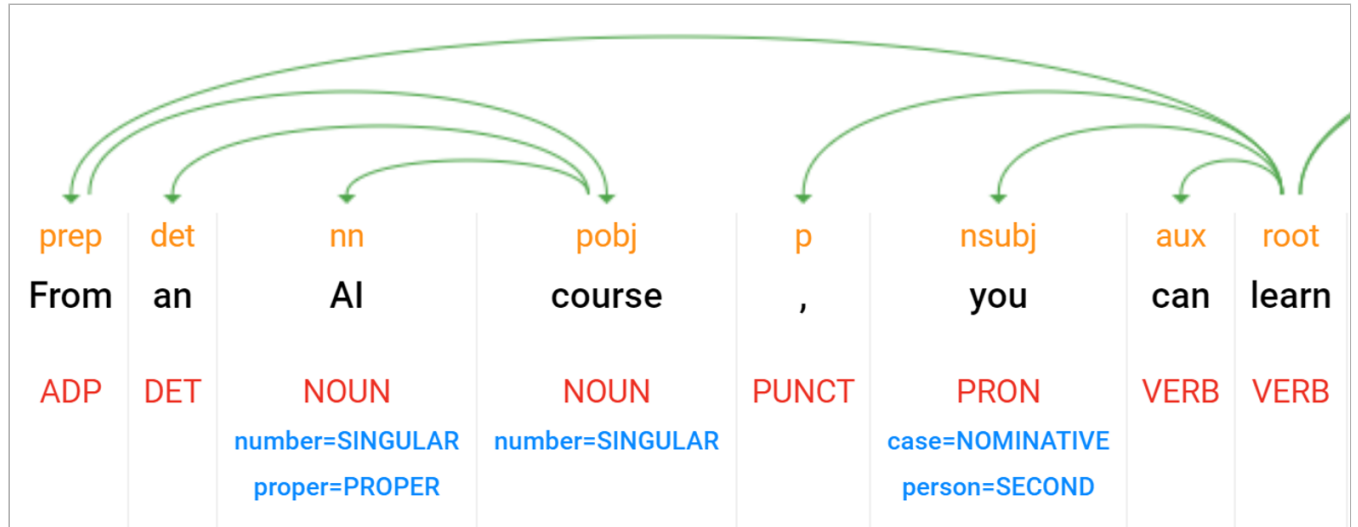 prep det nn pobj p nsubj aux root
From an AI course , you can learn
ADP DET NOUN NOUN PUNCT PRON VERB VERB
number=SINGULAR number=SINGULAR case=NOMINATIVE
proper=PROPER person=SECOND